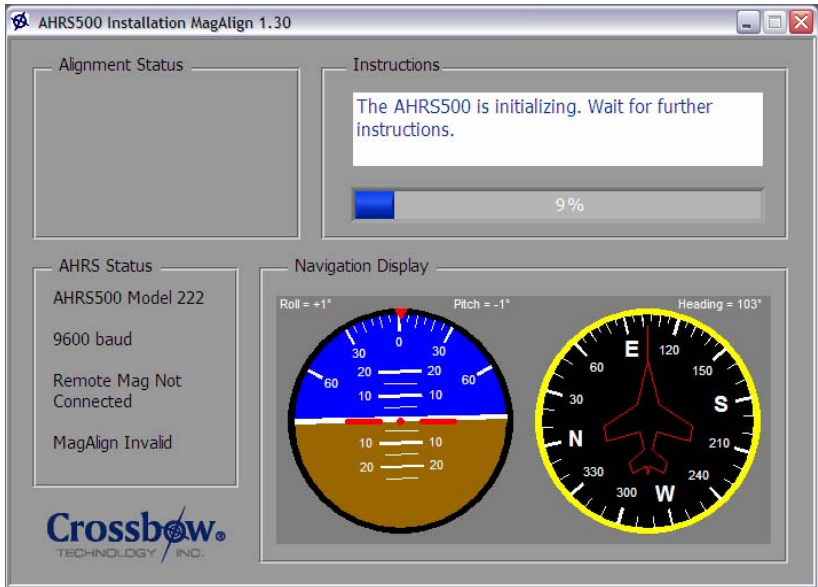 AHRS500 Installation MagAlign 1.30
Alignment Status
Instructions
The AHRS500 is initializing. Wait for further
instructions.
9%
AHRS Status
AHRS500 Model 222
9600 baud
Remote Mag Not
Connected
MagAlign Invalid
Navigation Display
Roll = +1° Pitch = -1° Heading = 103°
0
30 30
60 60
20 20
10 10
10 10
20 20
E 120
60 150
30 S
N 210
330 240
300 W
Crossbow®
TECHNOLOGY INC.